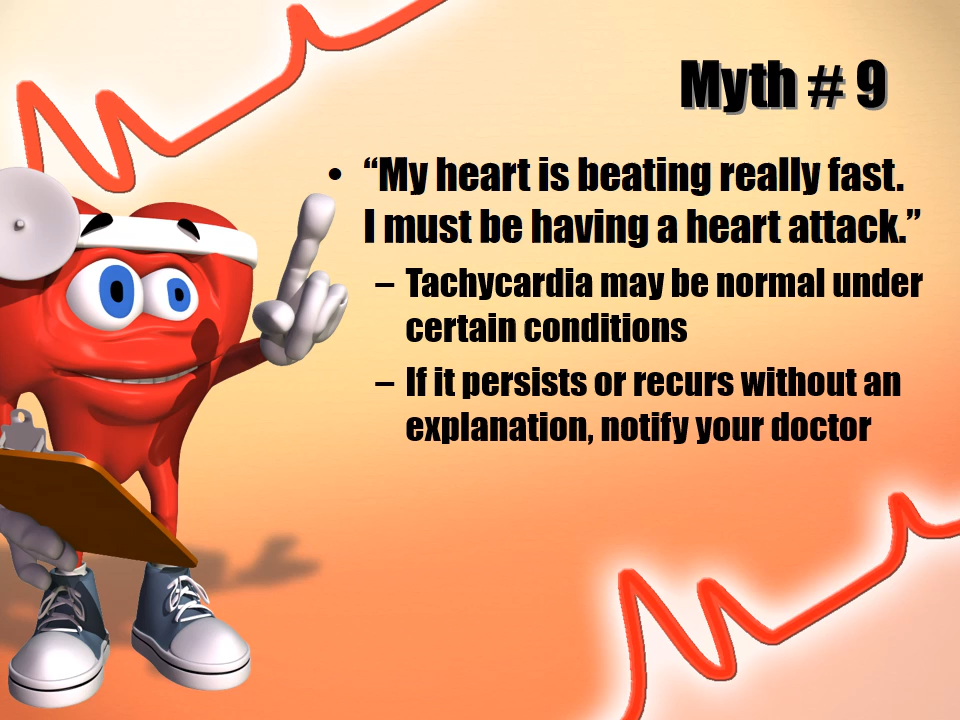 Myth # 9
• “My heart is beating really fast.
I must be having a heart attack.”
– Tachycardia may be normal under
certain conditions
– If it persists or recurs without an
explanation, notify your doctor